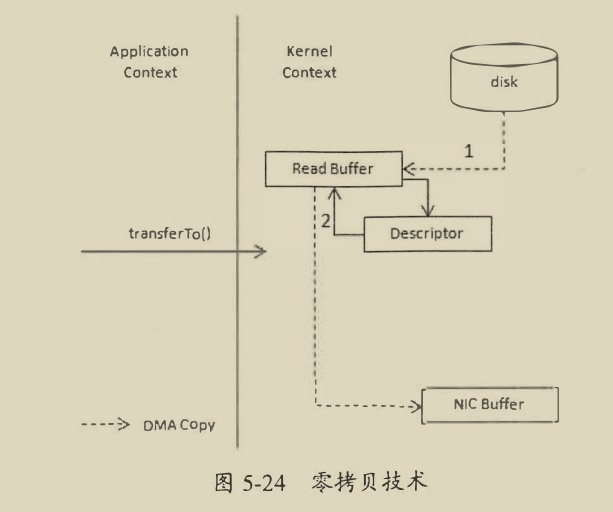 Application
Context
Kernel
Context
disk
1
Read Buffer
2
Descriptor
transferTo()
NIC Buffer
DMA Copy
图 5-24 零拷贝技术